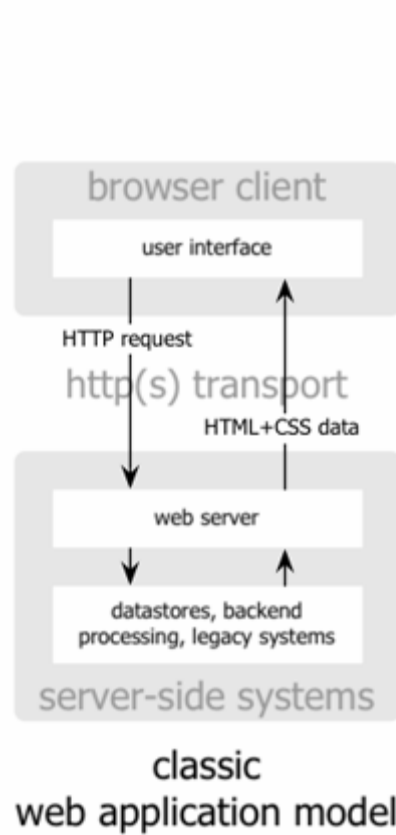 browser client
user interface
HTTP request
http(s) transport
HTML+CSS data
web server
datastores, backend
processing, legacy systems
server-side systems
classic
web application model